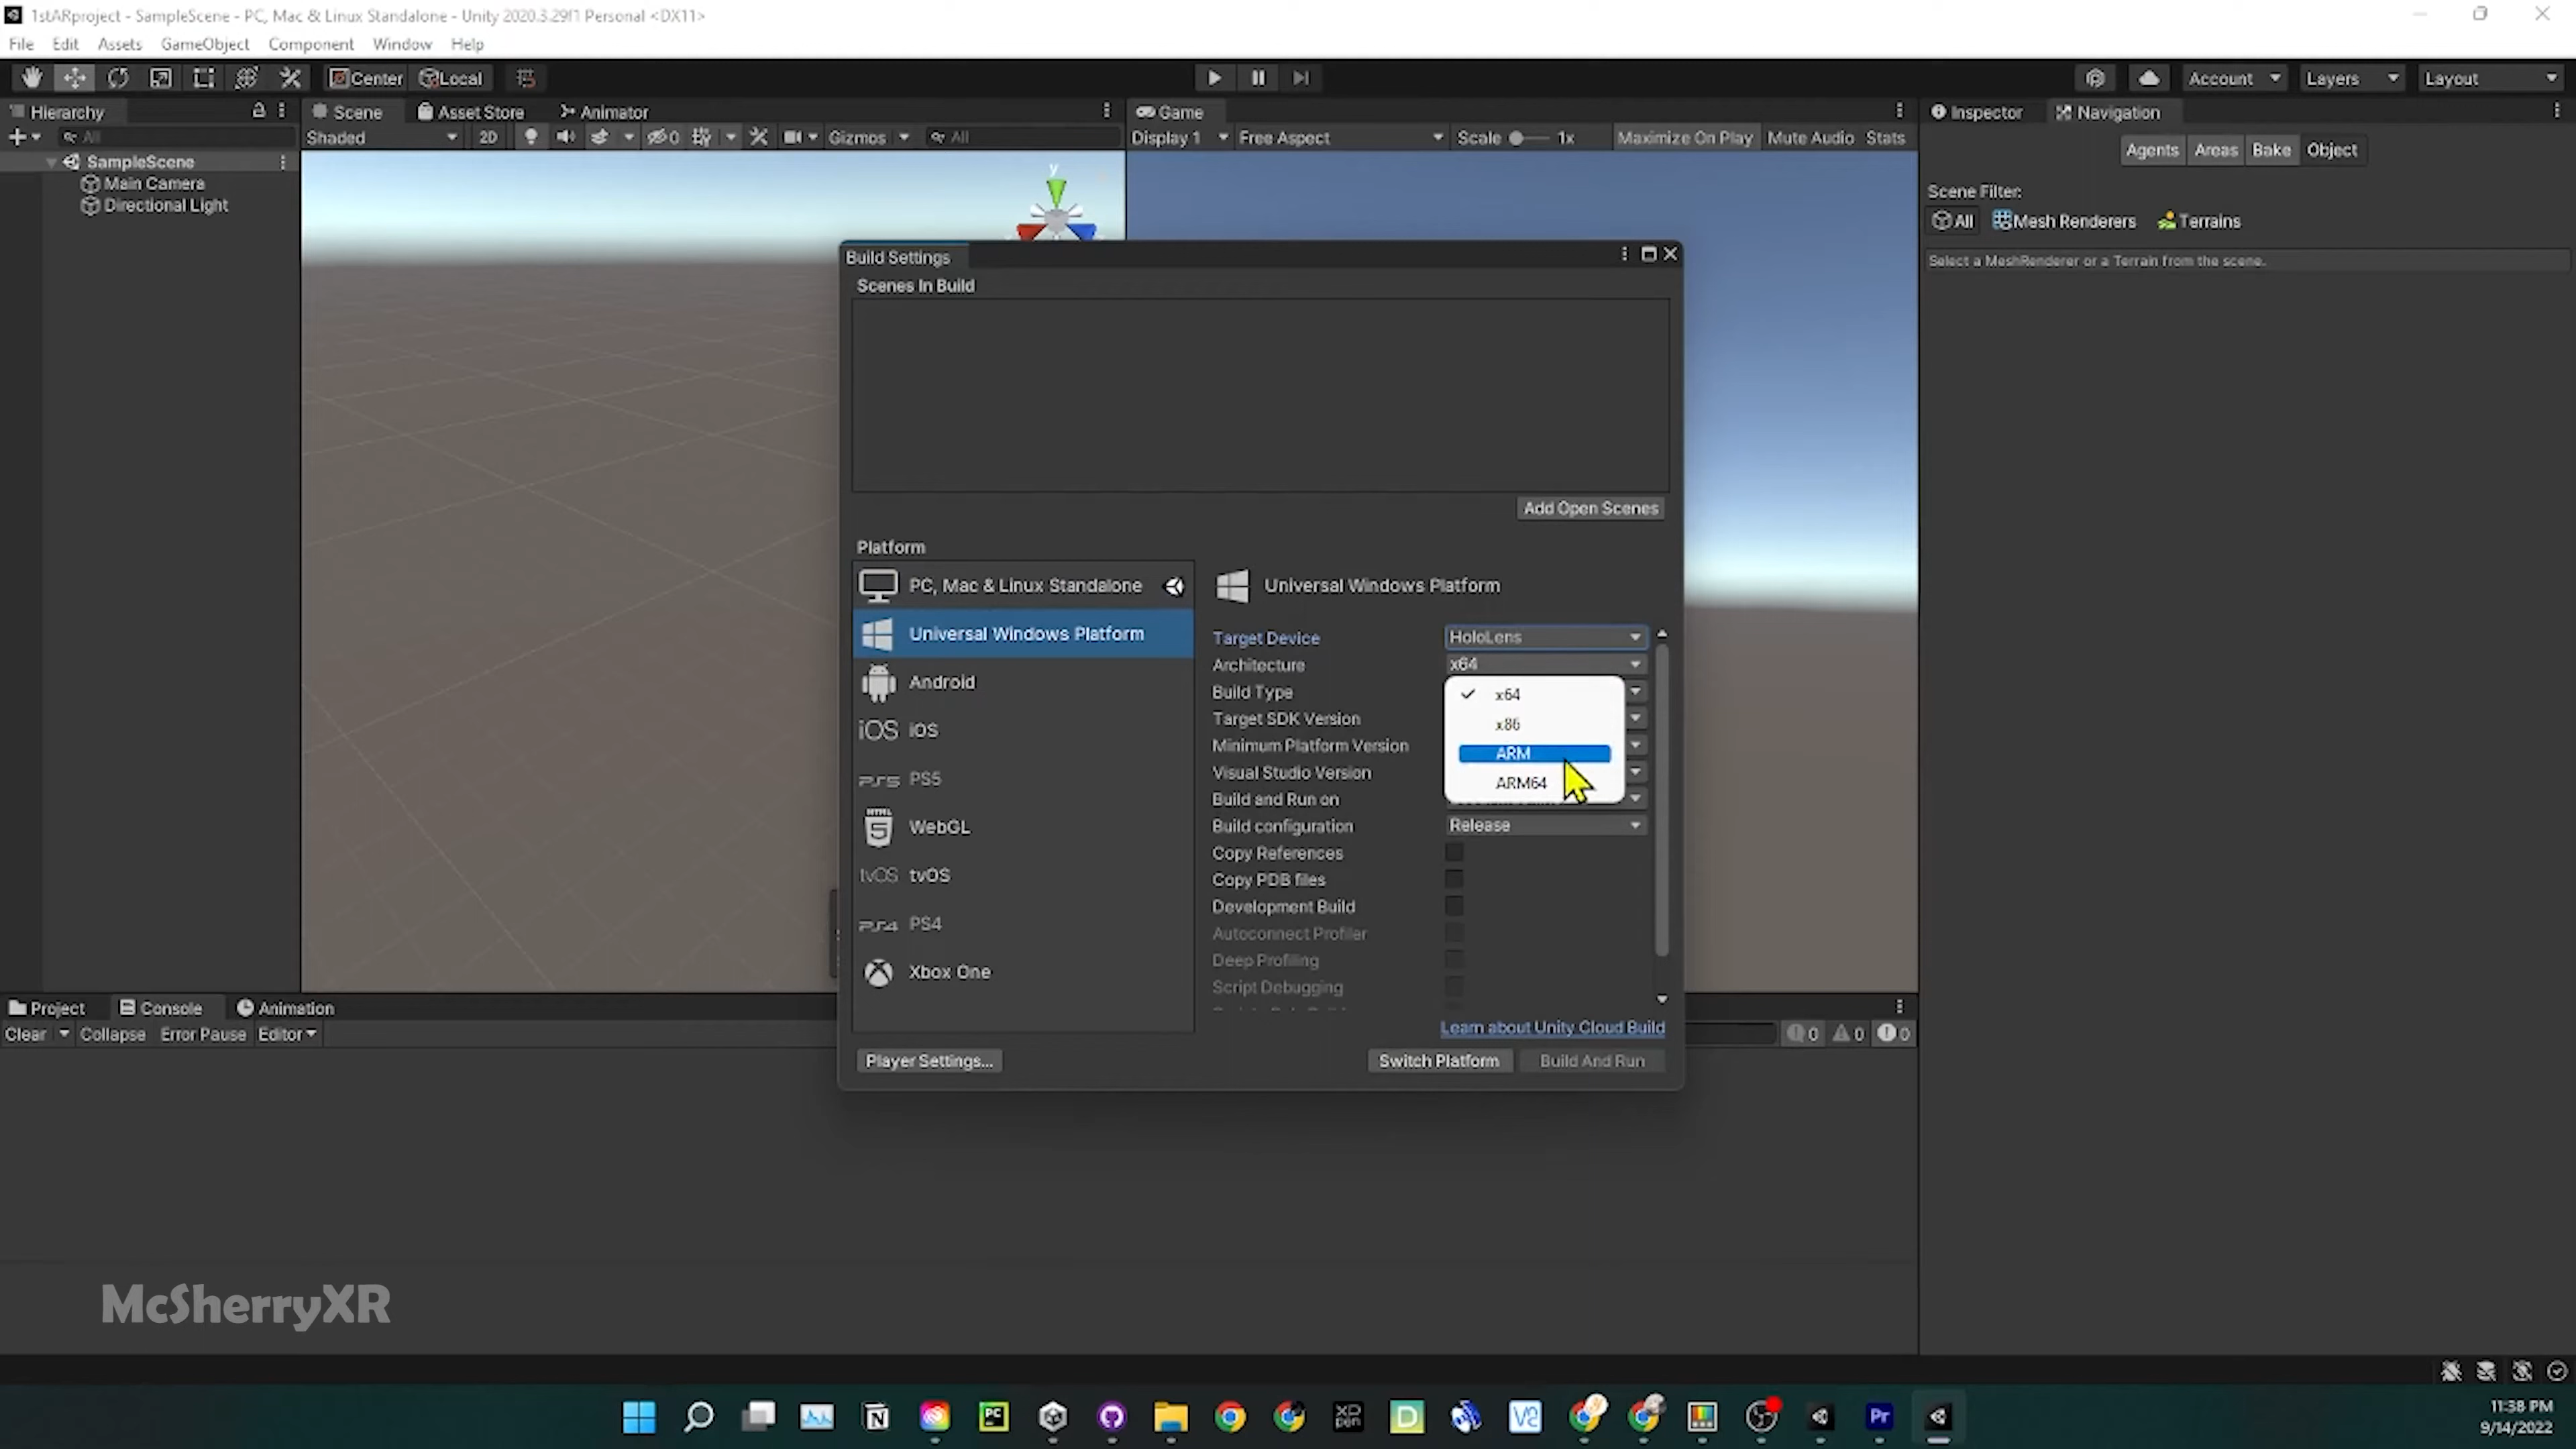 1stARproject - SampleScene - PC, Mac & Linux Standalone - Unity 2020.3.29f1 Personal <DX11>
File Edit Assets GameObject Component Window Help
Center Local Account Layers Layout
Hierarchy Scene Asset Store Animator Game Inspector Navigation
All Shaded 2D 0 Gizmos All Display 1 Free Aspect Scale 1x Maximize On Play Mute Audio Stats
Agents Areas Bake Object
SampleScene
Main Camera
Directional Light
y
Scene Filter:
All Mesh Renderers Terrains
Select a MeshRenderer or a Terrain from the scene.
Build Settings
Scenes In Build
Add Open Scenes
Platform
PC, Mac & Linux Standalone
Universal Windows Platform
Android
iOS iOS
PS5 PS5
HTML 5 WebGL
tvOS tvOS
PS4 PS4
Xbox One
Universal Windows Platform
Target Device HoloLens
Architecture x64
Build Type
Target SDK Version
Minimum Platform Version
Visual Studio Version
Build and Run on
x64
x86
ARM
ARM64
Build configuration Release
Copy References
Copy PDB files
Development Build
Autoconnect Profiler
Deep Profiling
Script Debugging
Learn about Unity Cloud Build
Player Settings... Switch Platform Build And Run
Project Console Animation
Clear Collapse Error Pause Editor 0 0 0
McSherryXR
PC XP pen D Pr
11:38 PM
9/14/2022